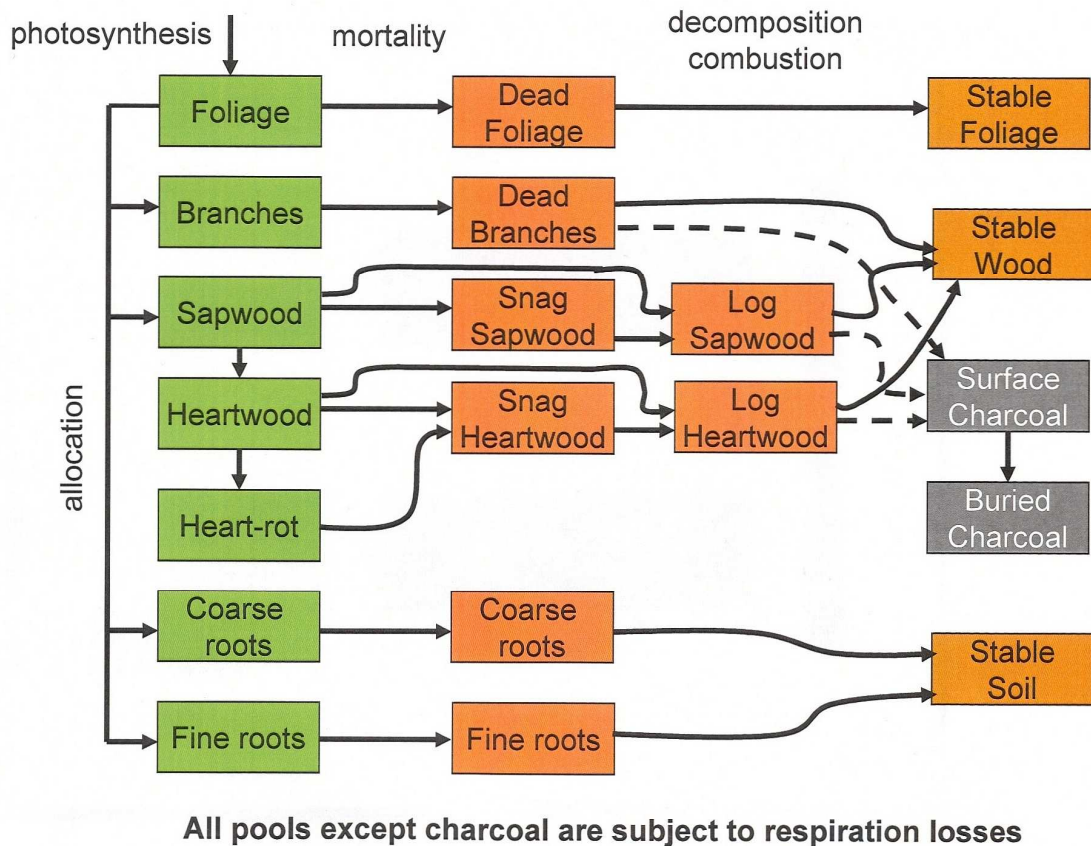 photosynthesis
mortality
decomposition
combustion
Foliage
Dead
Foliage
Stable
Foliage
Branches
Dead
Branches
Stable
Wood
Sapwood
Snag
Sapwood
Log
Sapwood
Heartwood
Snag
Heartwood
Log
Heartwood
Surface
Charcoal
allocation
Heart-rot
Buried
Charcoal
Coarse
roots
Coarse
roots
Stable
Soil
Fine roots
Fine roots
All pools except charcoal are subject to respiration losses